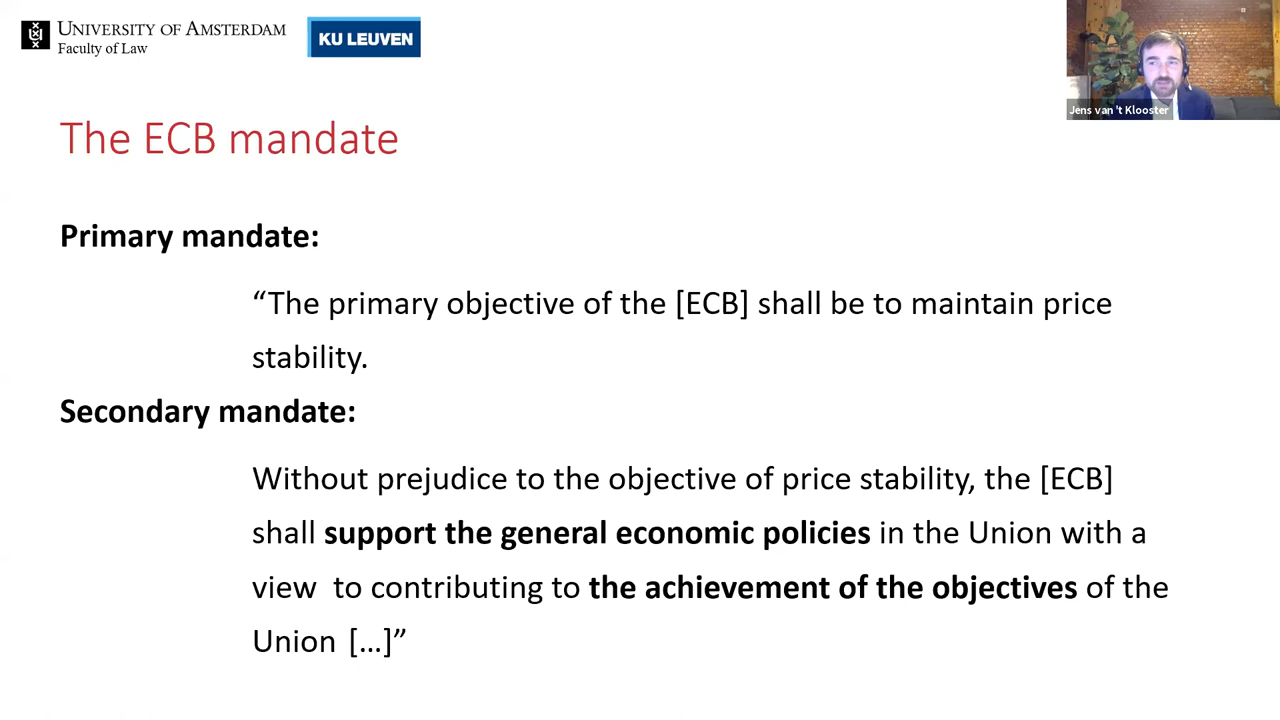 UNIVERSITY OF AMSTERDAM
Faculty of Law
KU LEUVEN
Jens van 't Klooster
The ECB mandate
Primary mandate:
“The primary objective of the [ECB] shall be to maintain price
stability.
Secondary mandate:
Without prejudice to the objective of price stability, the [ECB]
shall support the general economic policies in the Union with a
view to contributing to the achievement of the objectives of the
Union […]”